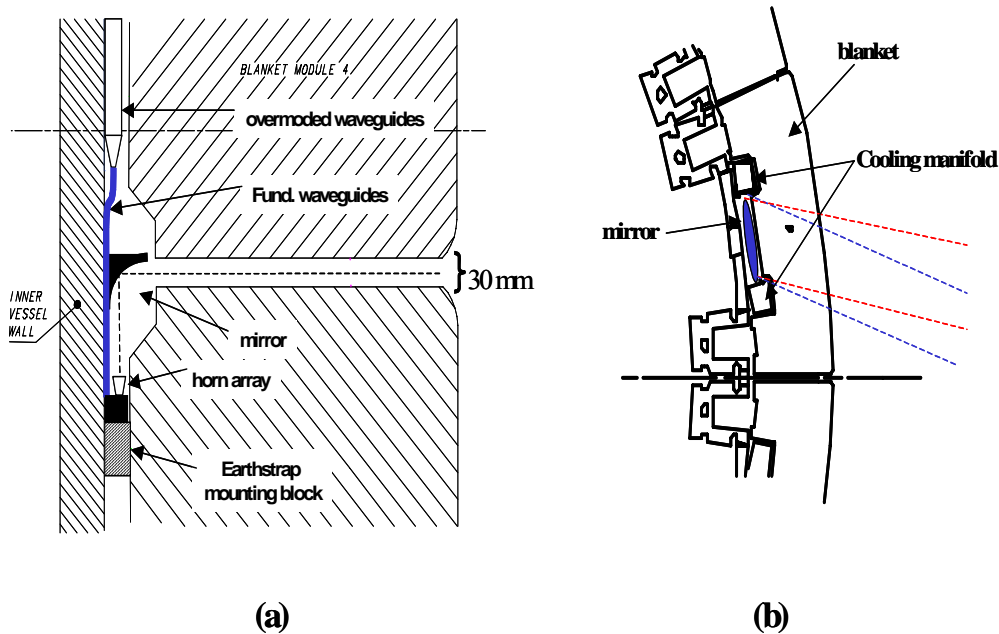 BLANKET MODULE 4
overmoded waveguides
Fund. waveguides
30 mm
INNER
VESSEL
WALL
mirror
horn array
Earthstrap
mounting block
(a)
blanket
Cooling manifold
mirror
(b)